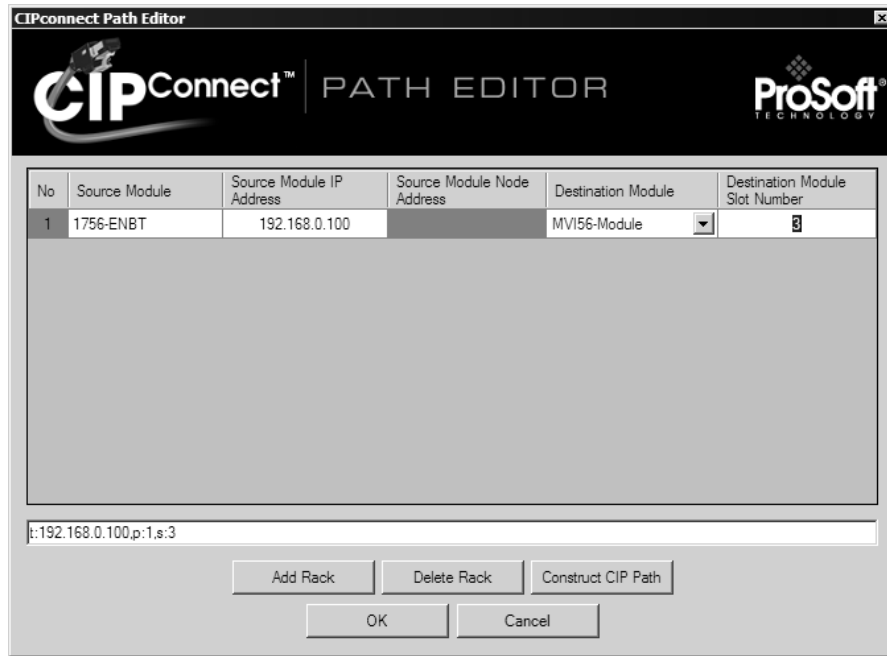 CIPconnect Path Editor
CIPConnect™ PATH EDITOR
ProSoft®
TECHNOLOGY
No Source Module Source Module IP Address Source Module Node Address Destination Module Destination Module Slot Number
1 1756-ENBT 192.168.0.100 MVI56-Module 3
t:192.168.0.100,p:1,s:3
Add Rack Delete Rack Construct CIP Path
OK Cancel